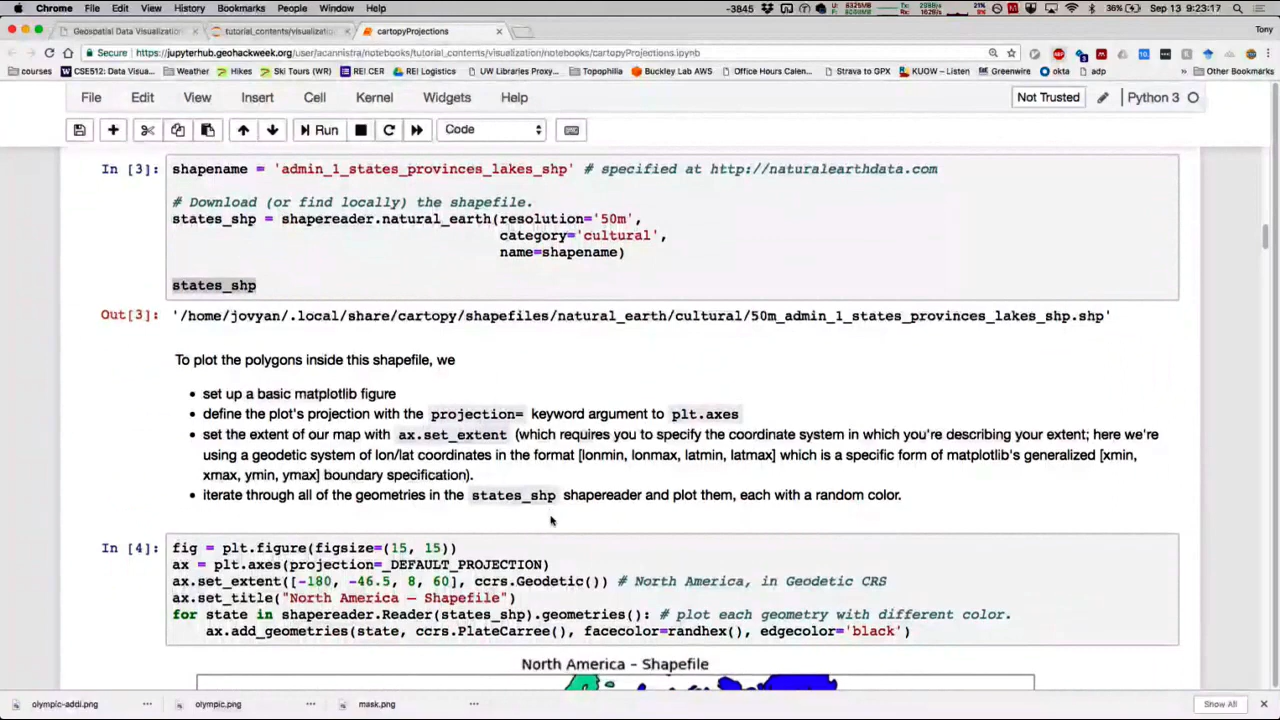 Chrome File Edit View History Bookmarks People Window Help
-3845
36%
Sep 13 9:23:17
Geospatial Data Visualization
tutorial_contents/visualization
cartopyProjections
Tony
Secure https://jupyterhub.geohackweek.org/user/acannistra/notebooks/tutorial_contents/visualization/notebooks/cartopyProjections.ipynb
courses CSE512: Data Visua... Weather Hikes Ski Tours (WR) REI CER REI Logistics UW Libraries Proxy... Topophilia Buckley Lab AWS Office Hours Calen... Strava to GPX KUOW – Listen Greenwire okta adp » Other Bookmarks
File Edit View Insert Cell Kernel Widgets Help Not Trusted Python 3
Run Code
In [3]: shapename = 'admin_1_states_provinces_lakes_shp' # specified at http://naturalearthdata.com
# Download (or find locally) the shapefile.
states_shp = shapereader.natural_earth(resolution='50m',
category='cultural',
name=shapename)
states_shp
Out[3]: '/home/jovyan/.local/share/cartopy/shapefiles/natural_earth/cultural/50m_admin_1_states_provinces_lakes_shp.shp'
To plot the polygons inside this shapefile, we
• set up a basic matplotlib figure
• define the plot's projection with the projection= keyword argument to plt.axes
• set the extent of our map with ax.set_extent (which requires you to specify the coordinate system in which you're describing your extent; here we're
using a geodetic system of lon/lat coordinates in the format [lonmin, lonmax, latmin, latmax] which is a specific form of matplotlib's generalized [xmin,
xmax, ymin, ymax] boundary specification).
• iterate through all of the geometries in the states_shp shapereader and plot them, each with a random color.
In [4]: fig = plt.figure(figsize=(15, 15))
ax = plt.axes(projection=_DEFAULT_PROJECTION)
ax.set_extent([-180, -46.5, 8, 60], ccrs.Geodetic()) # North America, in Geodetic CRS
ax.set_title("North America – Shapefile")
for state in shapereader.Reader(states_shp).geometries(): # plot each geometry with different color.
ax.add_geometries(state, ccrs.PlateCarree(), facecolor=randhex(), edgecolor='black')
North America – Shapefile
olympic-addi.png olympic.png mask.png Show All